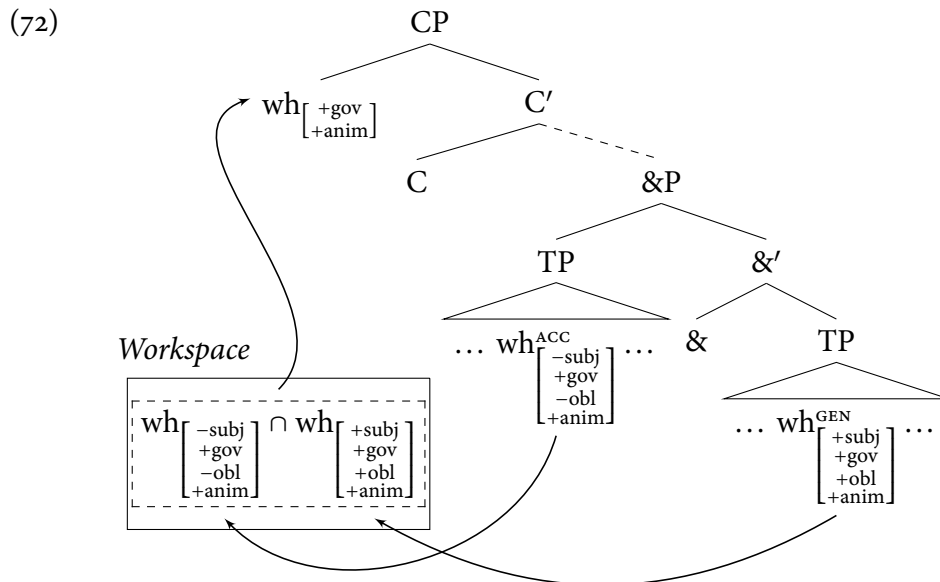 (72)
CP
wh[+gov +anim]
C′
C
&P
TP
&′
… wh^ACC[−subj +gov −obl +anim] …
&
TP
… wh^GEN[+subj +gov +obl +anim] …
Workspace
wh[−subj +gov −obl +anim] ∩ wh[+subj +gov +obl +anim]